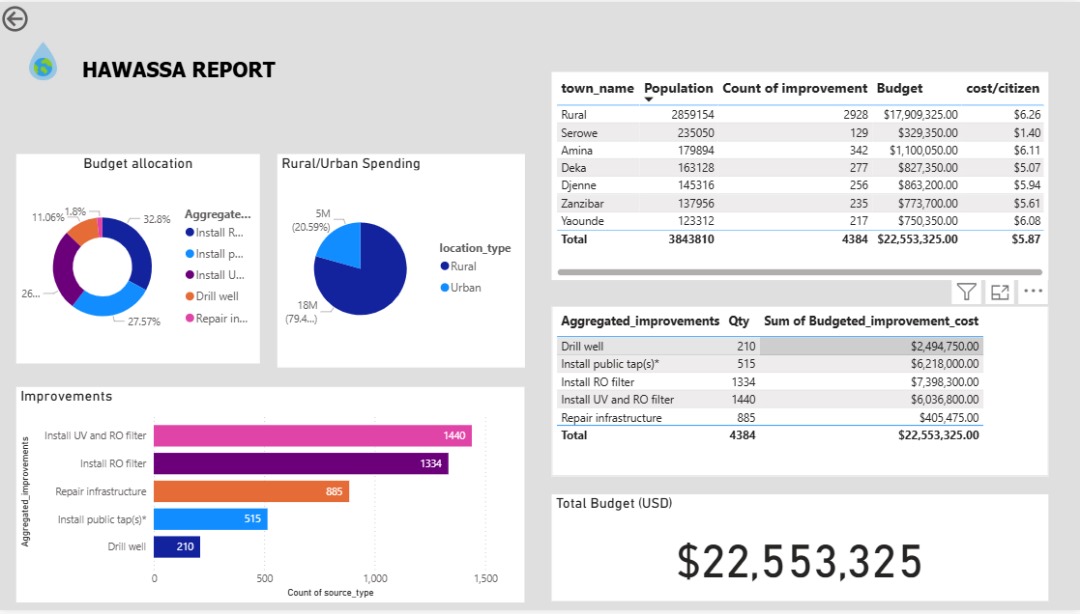 HAWASSA REPORT
Budget allocation
11.06%
1.8%
32.8%
26...
27.57%
Aggregate...
Install R...
Install p...
Install U...
Drill well
Repair in...
Rural/Urban Spending
5M
(20.59%)
18M
(79.4...)
location_type
Rural
Urban
Improvements
Aggregated_improvements
Install UV and RO filter 1440
Install RO filter 1334
Repair infrastructure 885
Install public tap(s)* 515
Drill well 210
0 500 1,000 1,500
Count of source_type
town_name Population Count of improvement Budget cost/citizen
Rural 2859154 2928 $17,909,325.00 $6.26
Serowe 235050 129 $329,350.00 $1.40
Amina 179894 342 $1,100,050.00 $6.11
Deka 163128 277 $827,350.00 $5.07
Djenne 145316 256 $863,200.00 $5.94
Zanzibar 137956 235 $773,700.00 $5.61
Yaounde 123312 217 $750,350.00 $6.08
Total 3843810 4384 $22,553,325.00 $5.87
Aggregated_improvements Qty Sum of Budgeted_improvement_cost
Drill well 210 $2,494,750.00
Install public tap(s)* 515 $6,218,000.00
Install RO filter 1334 $7,398,300.00
Install UV and RO filter 1440 $6,036,800.00
Repair infrastructure 885 $405,475.00
Total 4384 $22,553,325.00
Total Budget (USD)
$22,553,325